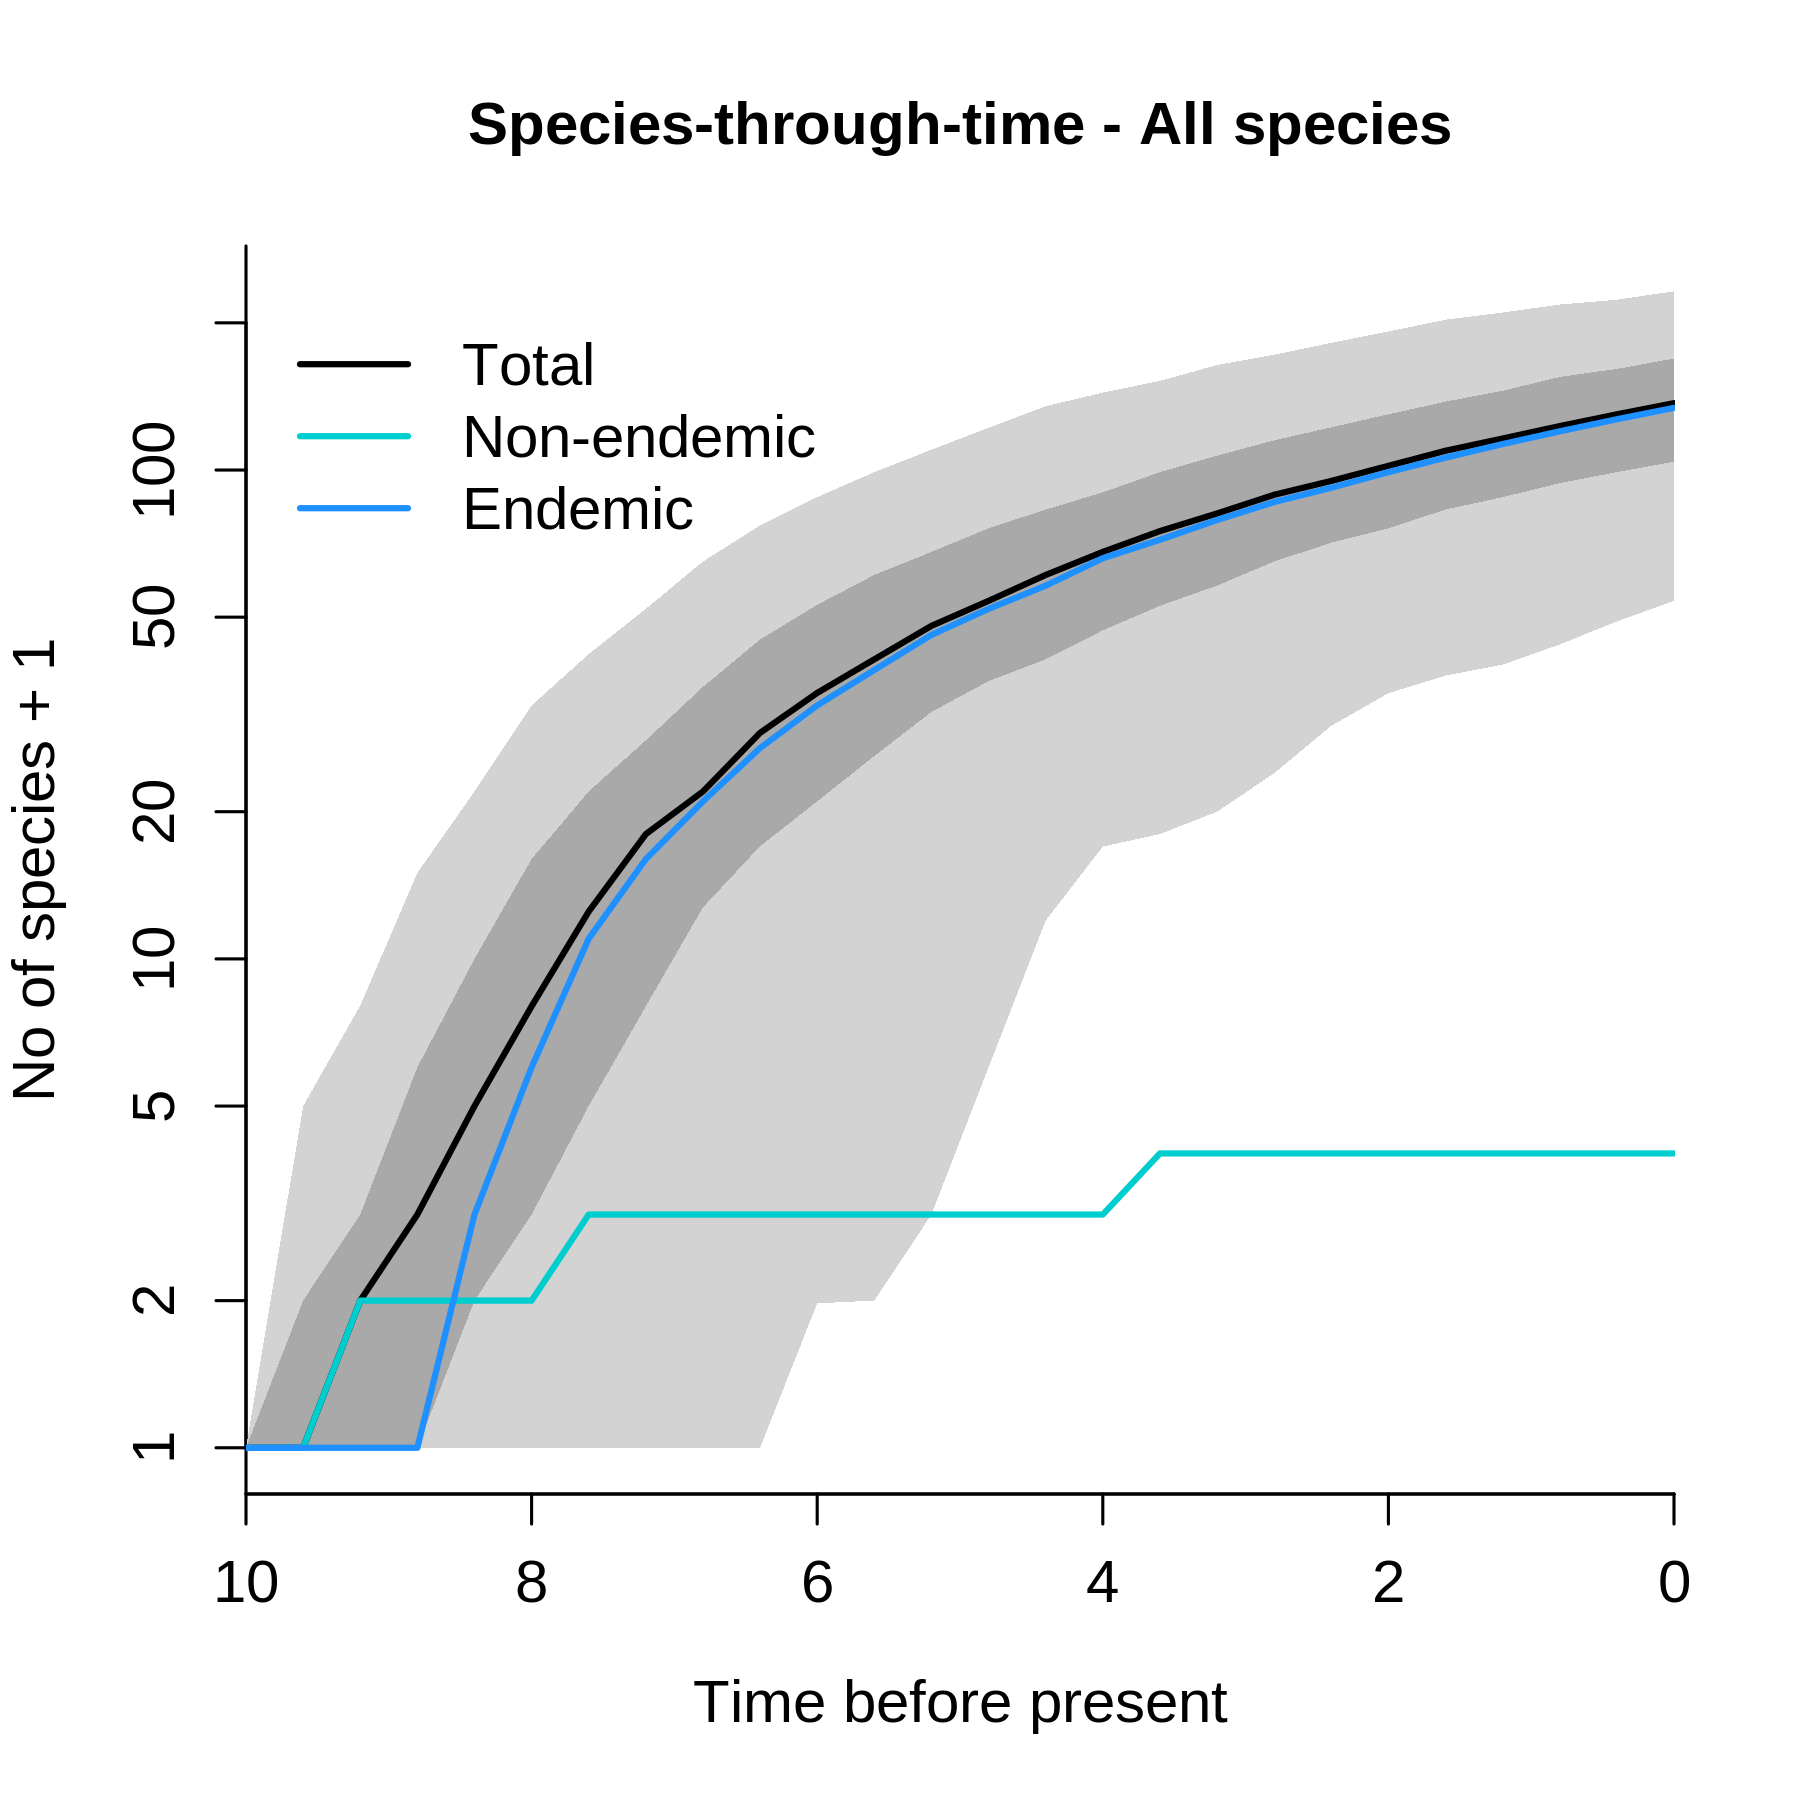 Species-through-time - All species
Total
Non-endemic
Endemic
No of species + 1
100
50
20
10
5
2
1
10 8 6 4 2 0
Time before present